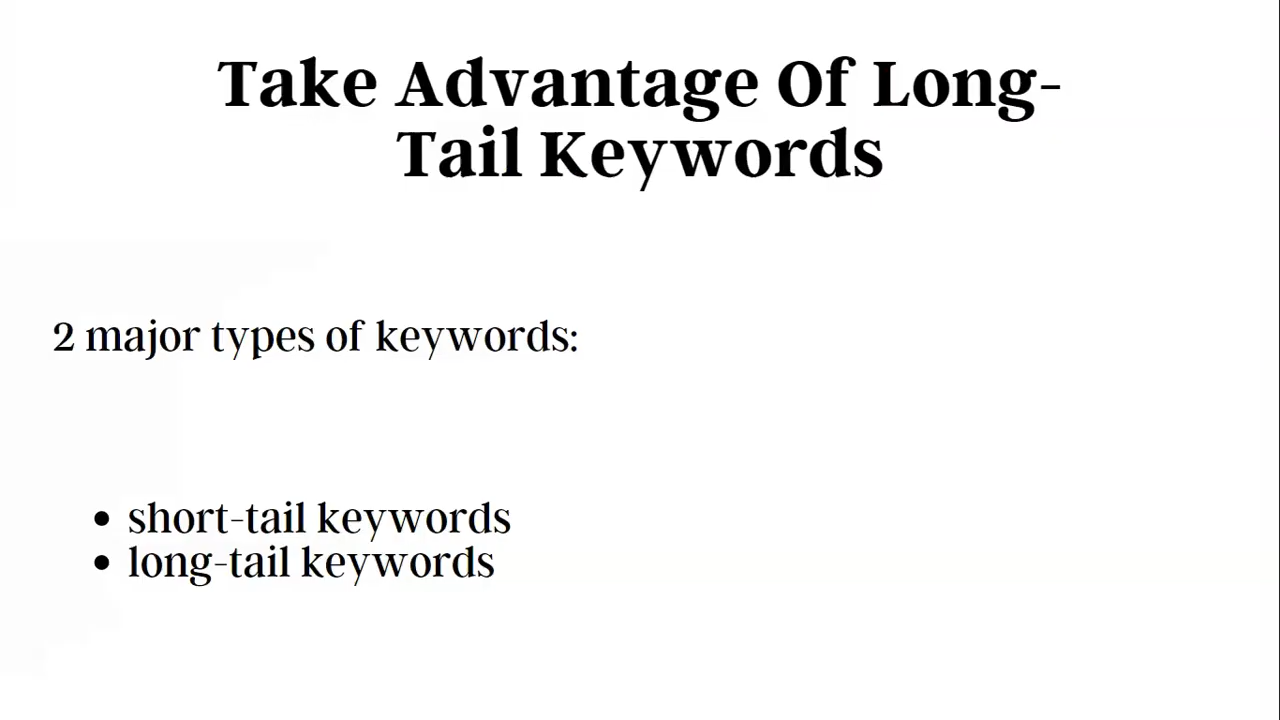 Take Advantage Of Long-
Tail Keywords
2 major types of keywords:
• short-tail keywords
• long-tail keywords